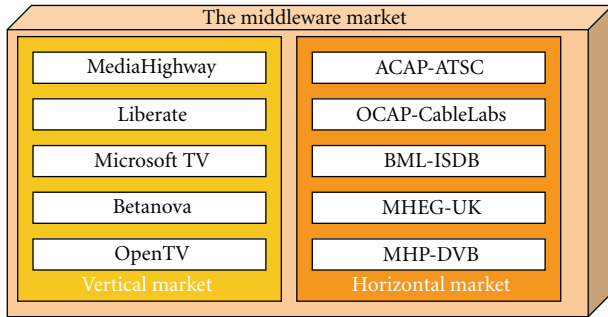 The middleware market
MediaHighway
Liberate
Microsoft TV
Betanova
OpenTV
Vertical market
ACAP-ATSC
OCAP-CableLabs
BML-ISDB
MHEG-UK
MHP-DVB
Horizontal market